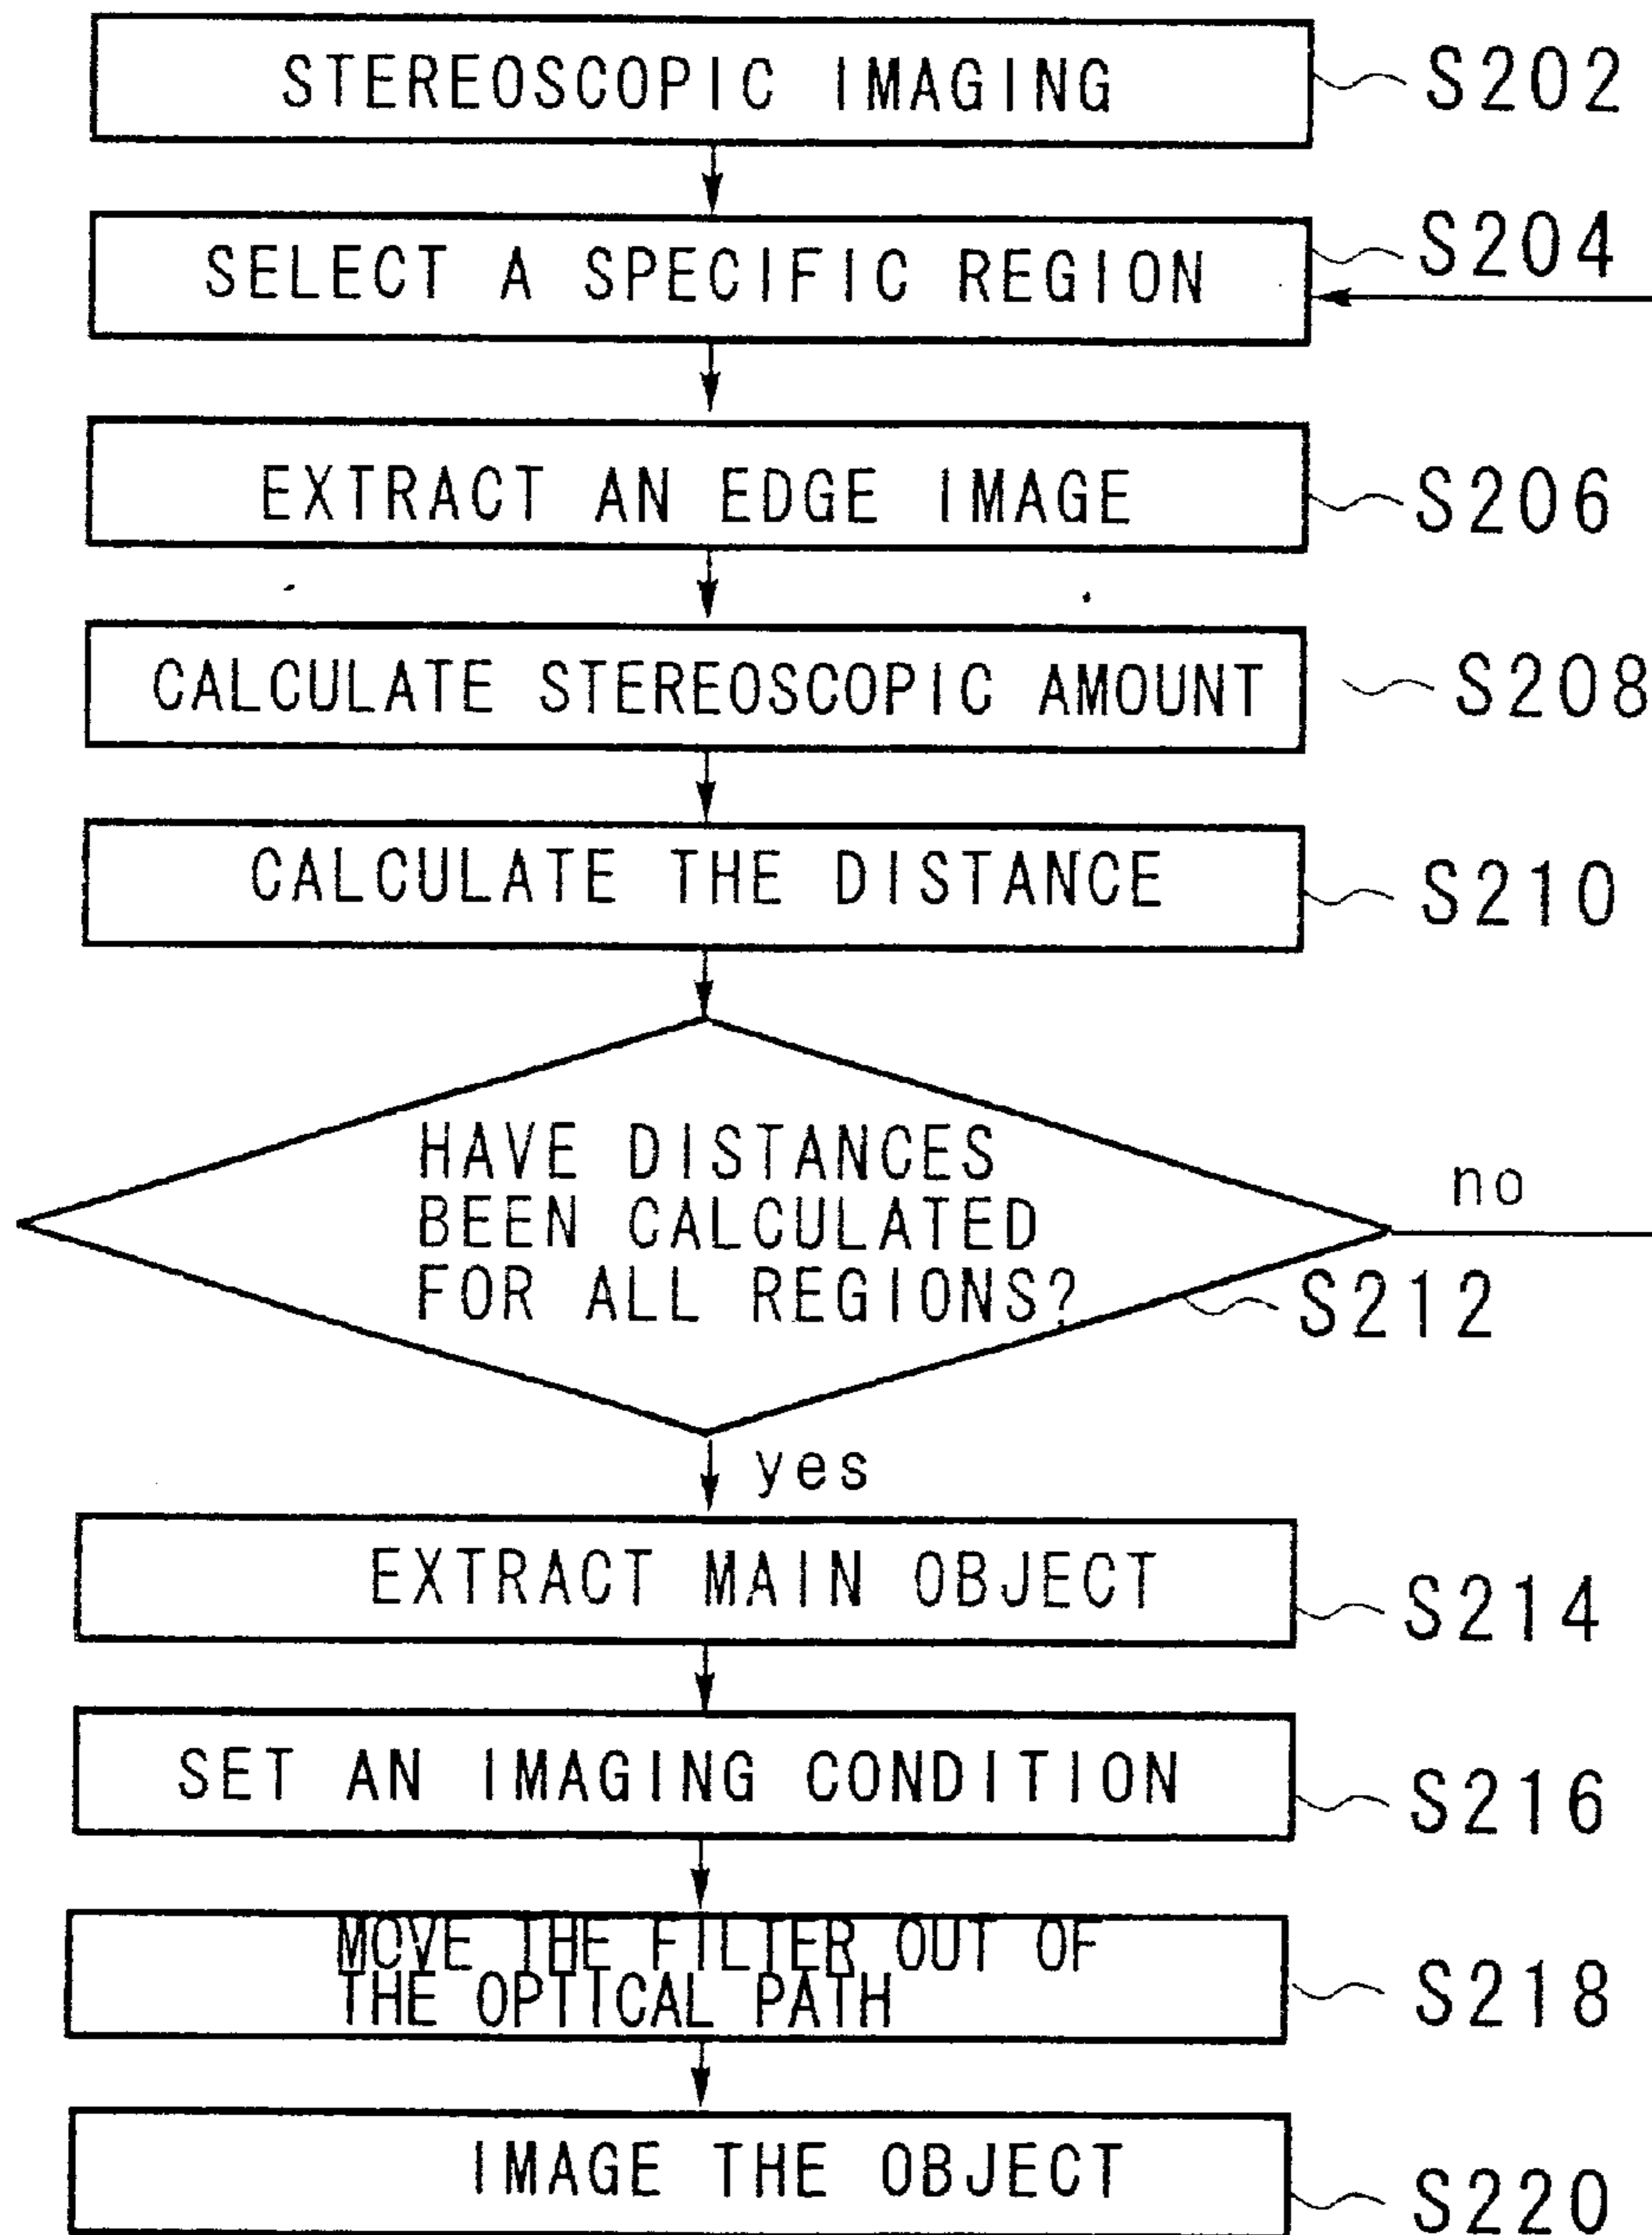 STEREOSCOPIC IMAGING
S202
SELECT A SPECIFIC REGION
S204
EXTRACT AN EDGE IMAGE
S206
CALCULATE STEREOSCOPIC AMOUNT
S208
CALCULATE THE DISTANCE
S210
HAVE DISTANCES
BEEN CALCULATED
FOR ALL REGIONS?
no
S212
yes
EXTRACT MAIN OBJECT
S214
SET AN IMAGING CONDITION
S216
MOVE THE FILTER OUT OF
THE OPTICAL PATH
S218
IMAGE THE OBJECT
S220